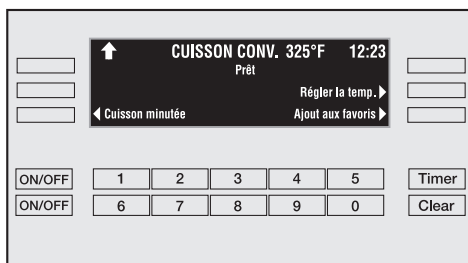 CUISSON CONV. 325°F 12:23
Prêt
Régler la temp.
Cuisson minutée Ajout aux favoris
ON/OFF 1 2 3 4 5 Timer
ON/OFF 6 7 8 9 0 Clear